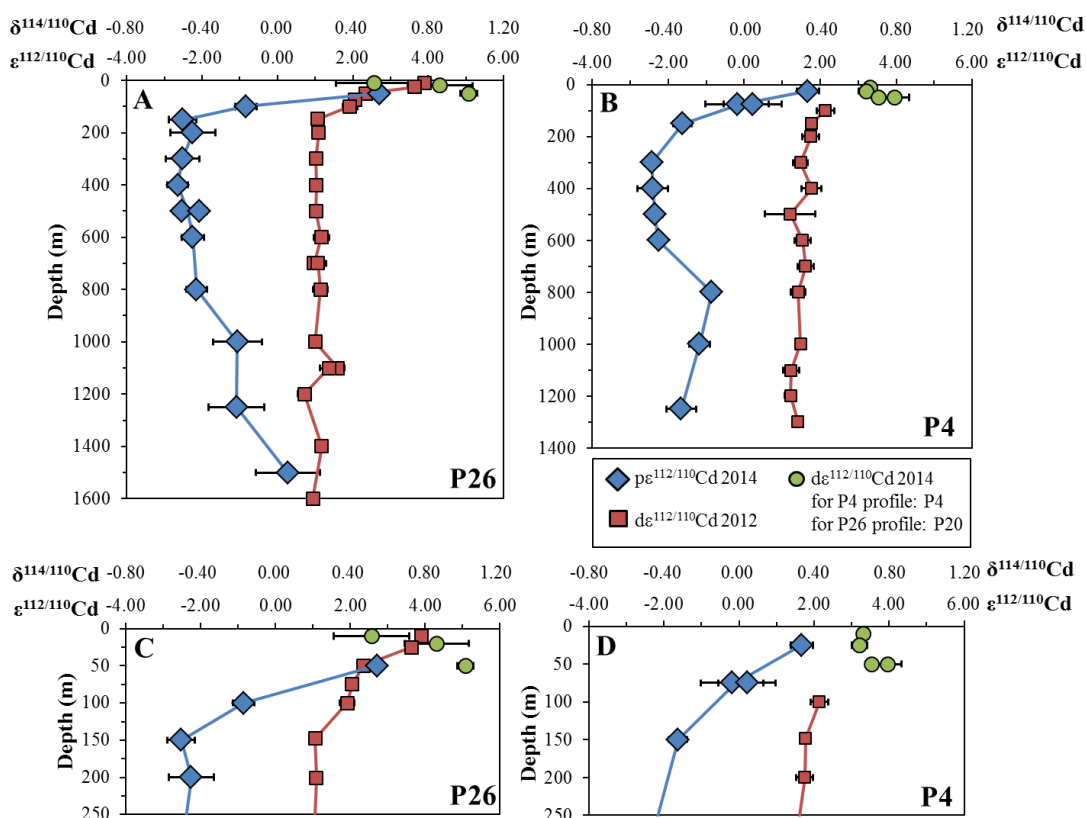 -0.80 -0.40 0.00 0.40 0.80 1.20 δ114/110Cd
-4.00 -2.00 0.00 2.00 4.00 6.00 ε112/110Cd
A
Depth (m)
0
200
400
600
800
1000
1200
1400
1600
P26
-0.80 -0.40 0.00 0.40 0.80 1.20 δ114/110Cd
-4.00 -2.00 0.00 2.00 4.00 6.00 ε112/110Cd
B
Depth (m)
0
200
400
600
800
1000
1200
1400
P4
δ114/110Cd
ε112/110Cd
pε112/110Cd 2014
dε112/110Cd 2012
dε112/110Cd 2014
for P4 profile: P4
for P26 profile: P20
δ114/110Cd -0.80 -0.40 0.00 0.40 0.80 1.20
ε112/110Cd -4.00 -2.00 0.00 2.00 4.00 6.00
C
Depth (m)
0
50
100
150
200
250
P26
-0.80 -0.40 0.00 0.40 0.80 1.20 δ114/110Cd
-4.00 -2.00 0.00 2.00 4.00 6.00 ε112/110Cd
D
Depth (m)
0
50
100
150
200
250
P4